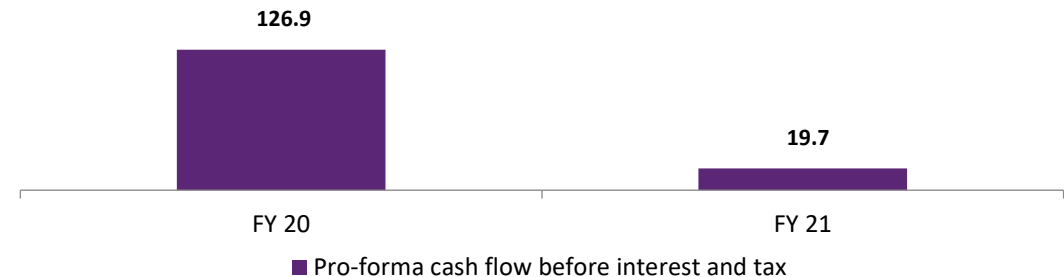 126.9
19.7
FY 20
FY 21
Pro-forma cash flow before interest and tax